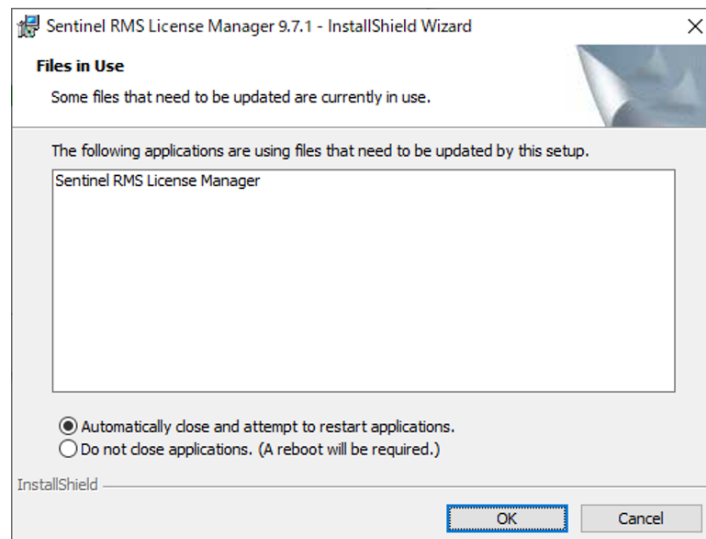 Sentinel RMS License Manager 9.7.1 - InstallShield Wizard
Files in Use
Some files that need to be updated are currently in use.
The following applications are using files that need to be updated by this setup.
Sentinel RMS License Manager
Automatically close and attempt to restart applications.
Do not close applications. (A reboot will be required.)
InstallShield
OK
Cancel